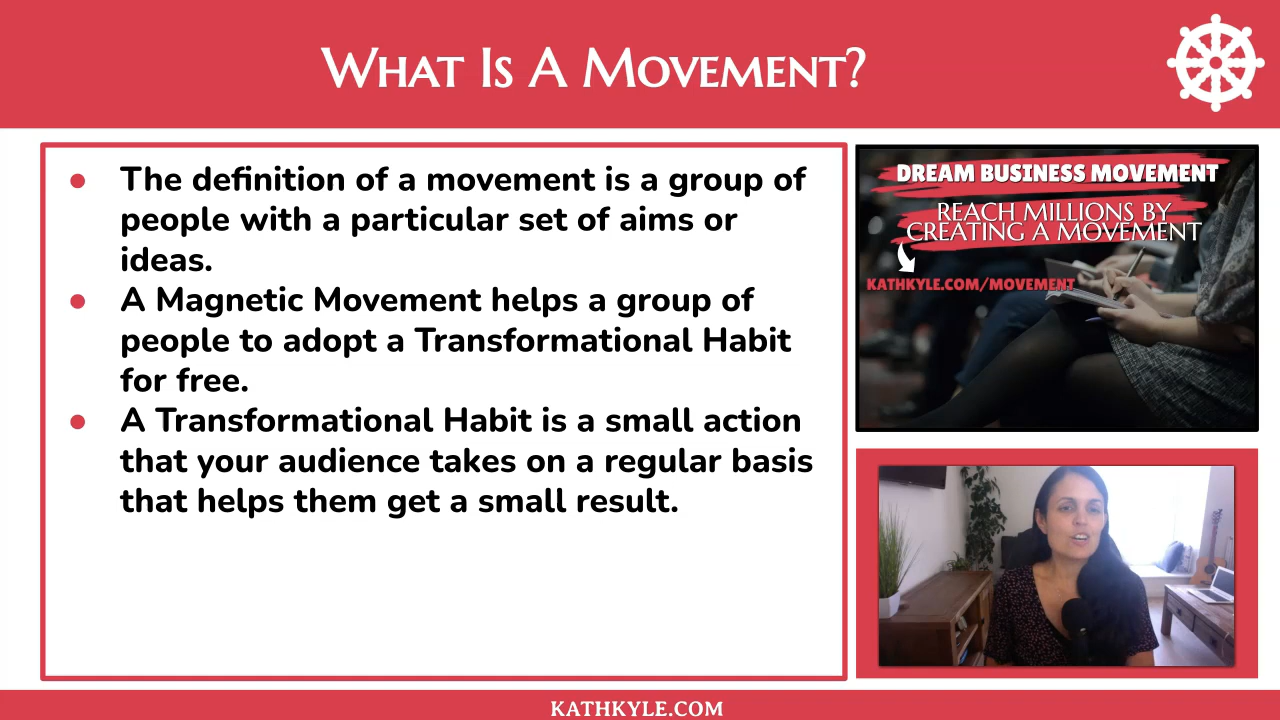 What Is A Movement?
● The definition of a movement is a group of
people with a particular set of aims or
ideas.
● A Magnetic Movement helps a group of
people to adopt a Transformational Habit
for free.
● A Transformational Habit is a small action
that your audience takes on a regular basis
that helps them get a small result.
DREAM BUSINESS MOVEMENT
REACH MILLIONS BY
CREATING A MOVEMENT
KATHKYLE.COM/MOVEMENT
KATHKYLE.COM